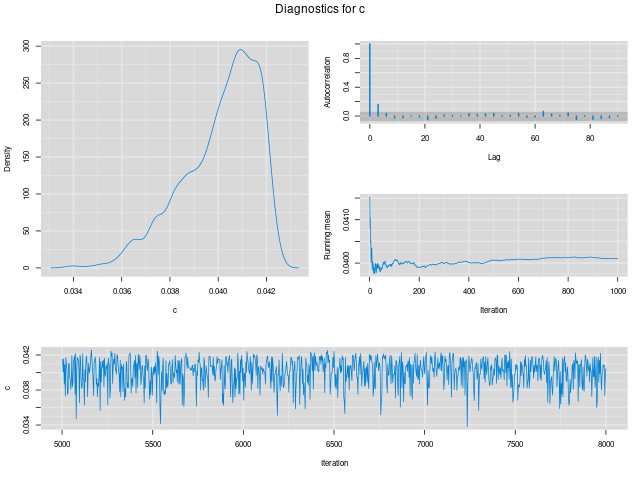 Diagnostics for c
Density
0 50 100 150 200 250 300
0.034 0.036 0.038 0.040 0.042
c
Autocorrelation
0.0 0.4 0.8
0 20 40 60 80
Lag
Running mean
0.0400 0.0410
0 200 400 600 800 1000
Iteration
c
0.034 0.038 0.042
5000 5500 6000 6500 7000 7500 8000
Iteration